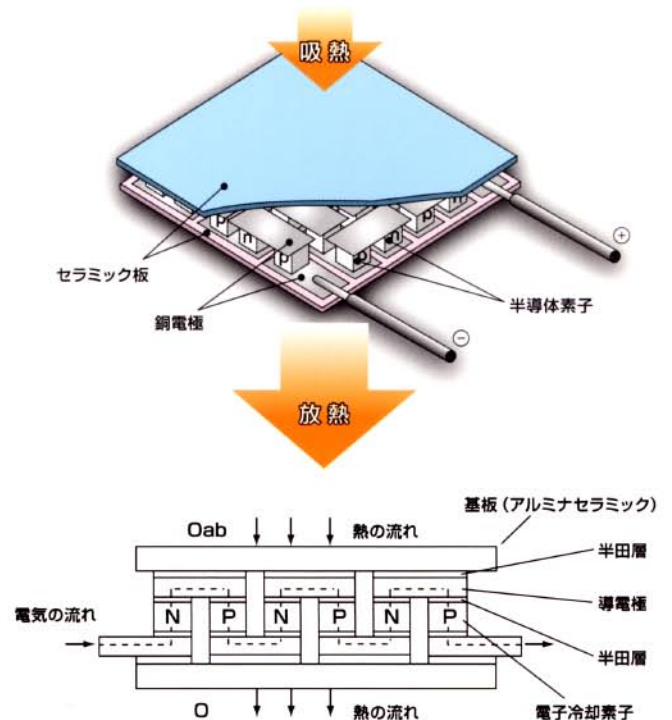 吸熱
p
n
p
n
p
n
p
n
⊕
セラミック板
銅電極
半導体素子
⊖
放熱
基板(アルミナセラミック)
Oab
熱の流れ
半田層
導電極
電気の流れ
N P N P N P
半田層
O
熱の流れ
電子冷却素子